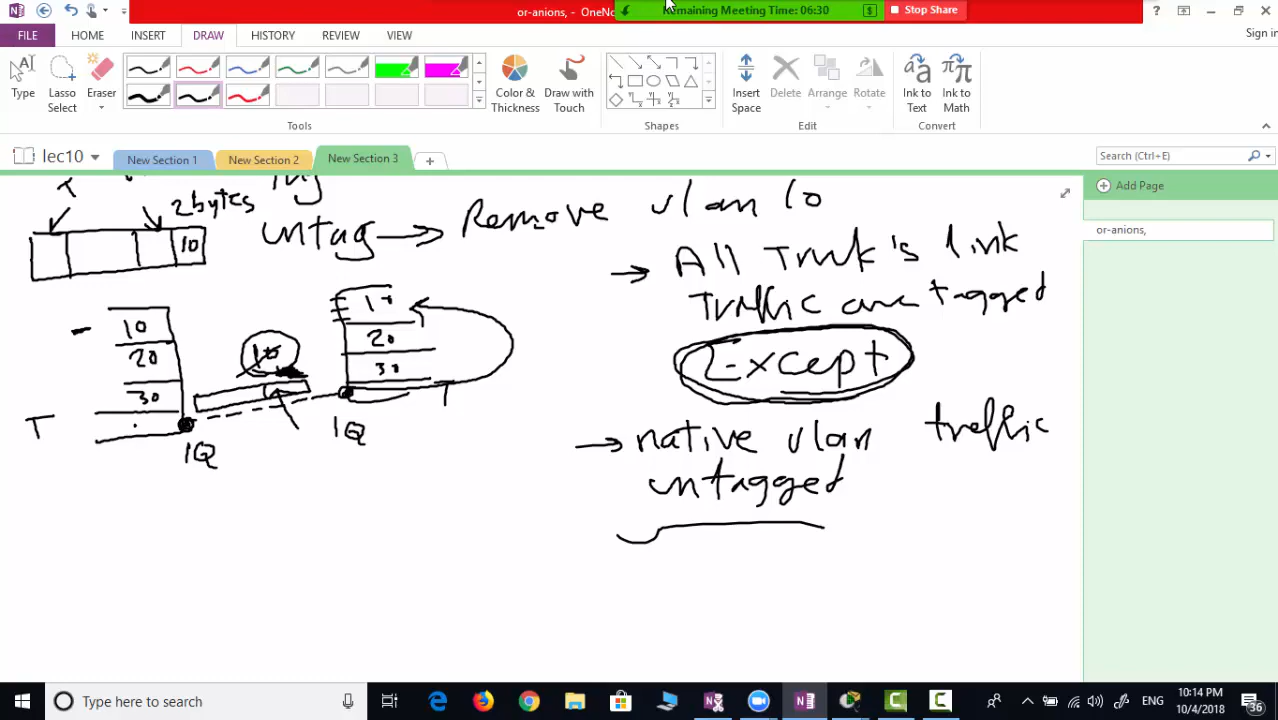 or-anions, - OneNo
Remaining Meeting Time: 06:30
Stop Share
?
FILE
HOME
INSERT
DRAW
HISTORY
REVIEW
VIEW
Sign in
Type
Lasso Select
Eraser
Color & Thickness
Draw with Touch
Insert Space
Delete
Arrange
Rotate
Ink to Text
Ink to Math
Tools
Shapes
Edit
Convert
lec10
New Section 1
New Section 2
New Section 3
Search (Ctrl+E)
Add Page
or-anions,
2 bytes
10
untag → Remove vlan 10
→ All Trunk's link
Traffic are tagged
Except
→ native vlan traffic
untagged
10
20
30
T
1Q
10
20
30
T
1Q
Type here to search
ENG
10:14 PM
10/4/2018
36